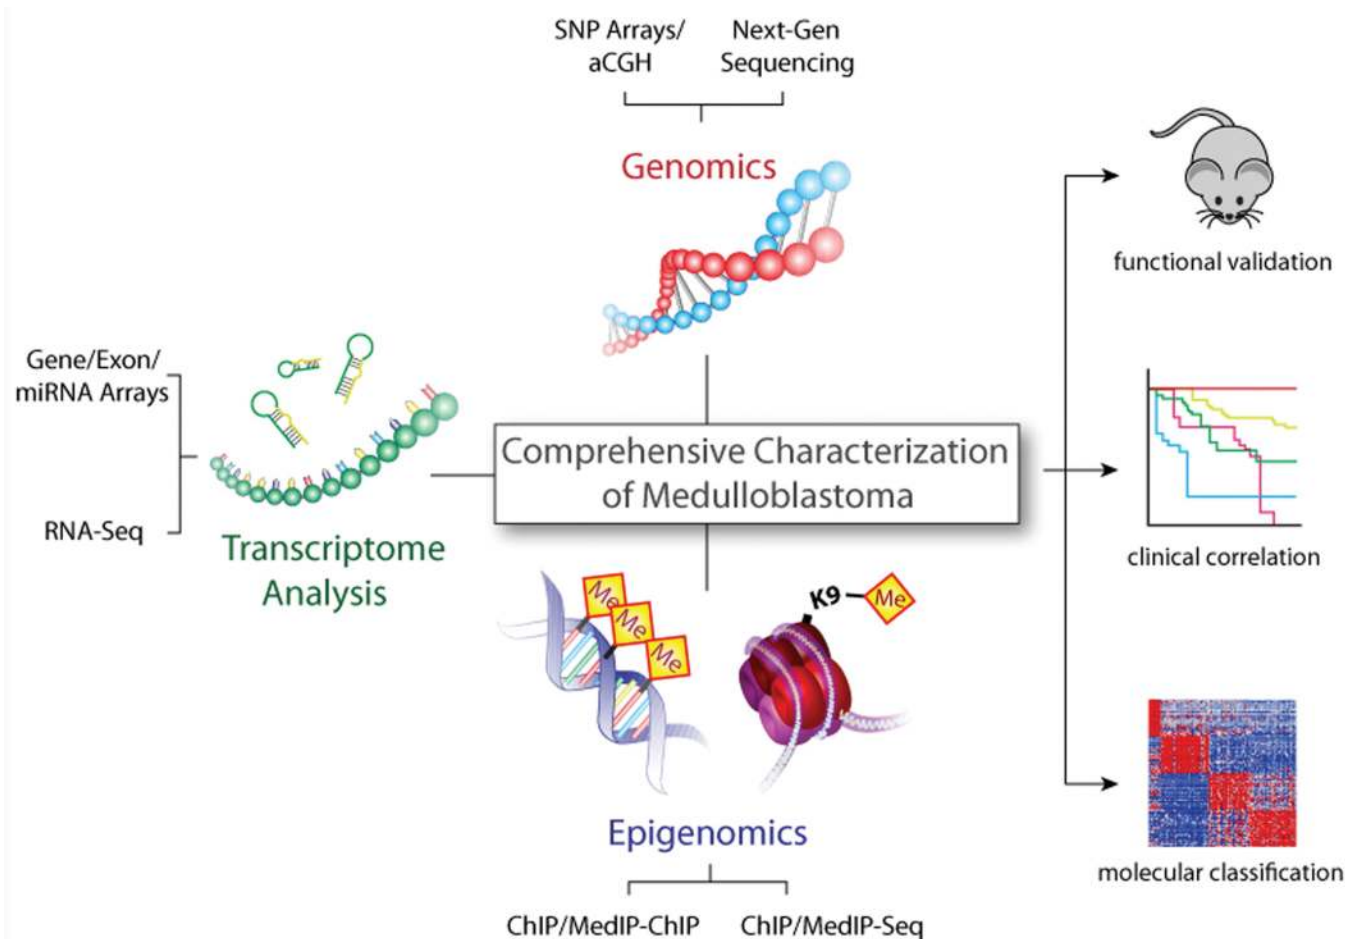 SNP Arrays/
aCGH
Next-Gen
Sequencing
Genomics
Gene/Exon/
miRNA Arrays
RNA-Seq
Transcriptome
Analysis
Comprehensive Characterization
of Medulloblastoma
Me
Me
Me
K9
Me
Epigenomics
ChIP/MedIP-ChIP
ChIP/MedIP-Seq
functional validation
clinical correlation
molecular classification